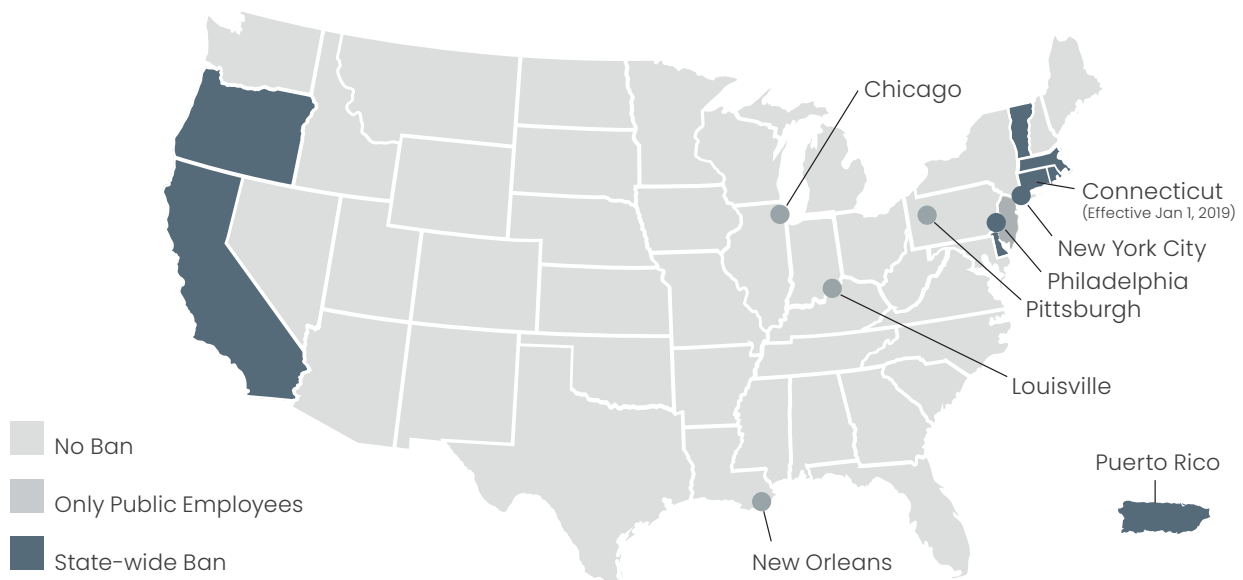 Chicago
Connecticut
(Effective Jan 1, 2019)
New York City
Philadelphia
Pittsburgh
Louisville
No Ban
Only Public Employees
State-wide Ban
New Orleans
Puerto Rico